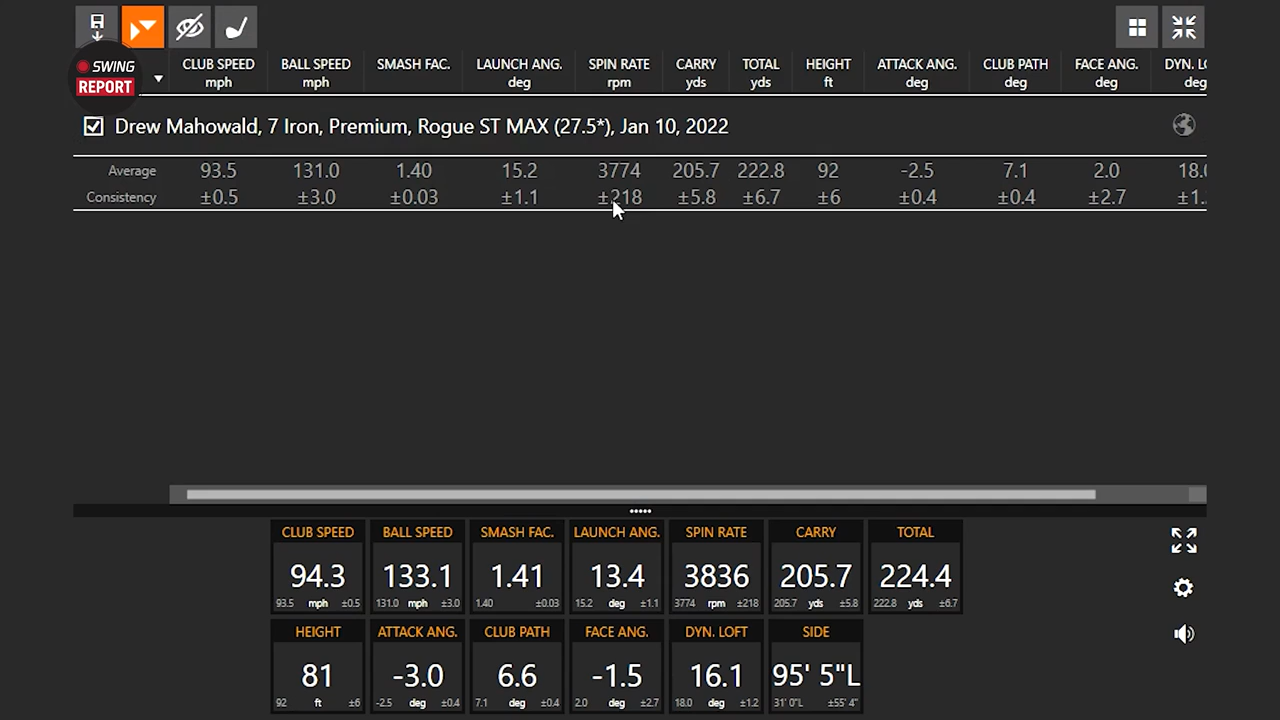 SWING
REPORT
CLUB SPEED BALL SPEED SMASH FAC. LAUNCH ANG. SPIN RATE CARRY TOTAL HEIGHT ATTACK ANG. CLUB PATH FACE ANG. DYN. LO
mph mph deg rpm yds yds ft deg deg deg deg
Drew Mahowald, 7 Iron, Premium, Rogue ST MAX (27.5*), Jan 10, 2022
Average 93.5 131.0 1.40 15.2 3774 205.7 222.8 92 -2.5 7.1 2.0 18.0
Consistency ±0.5 ±3.0 ±0.03 ±1.1 ±218 ±5.8 ±6.7 ±6 ±0.4 ±0.4 ±2.7 ±1.
CLUB SPEED BALL SPEED SMASH FAC. LAUNCH ANG. SPIN RATE CARRY TOTAL
94.3 133.1 1.41 13.4 3836 205.7 224.4
93.5 mph ±0.5 131.0 mph ±3.0 1.40 ±0.03 15.2 deg ±1.1 3774 rpm ±218 205.7 yds ±5.8 222.8 yds ±6.7
HEIGHT ATTACK ANG. CLUB PATH FACE ANG. DYN. LOFT SIDE
81 -3.0 6.6 -1.5 16.1 95' 5"L
92 ft ±6 -2.5 deg ±0.4 7.1 deg ±0.4 2.0 deg ±2.7 18.0 deg ±1.2 31' 0"L ±55' 4"